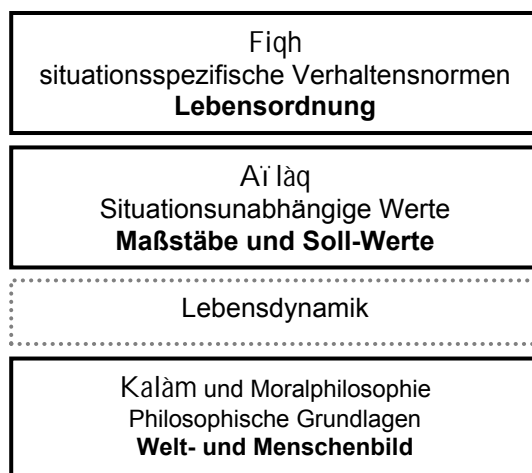 Fiqh
situationsspezifische Verhaltensnormen
Lebensordnung
Aï làq
Situationsunabhängige Werte
Maßstäbe und Soll-Werte
Lebensdynamik
Kalàm und Moralphilosophie
Philosophische Grundlagen
Welt- und Menschenbild